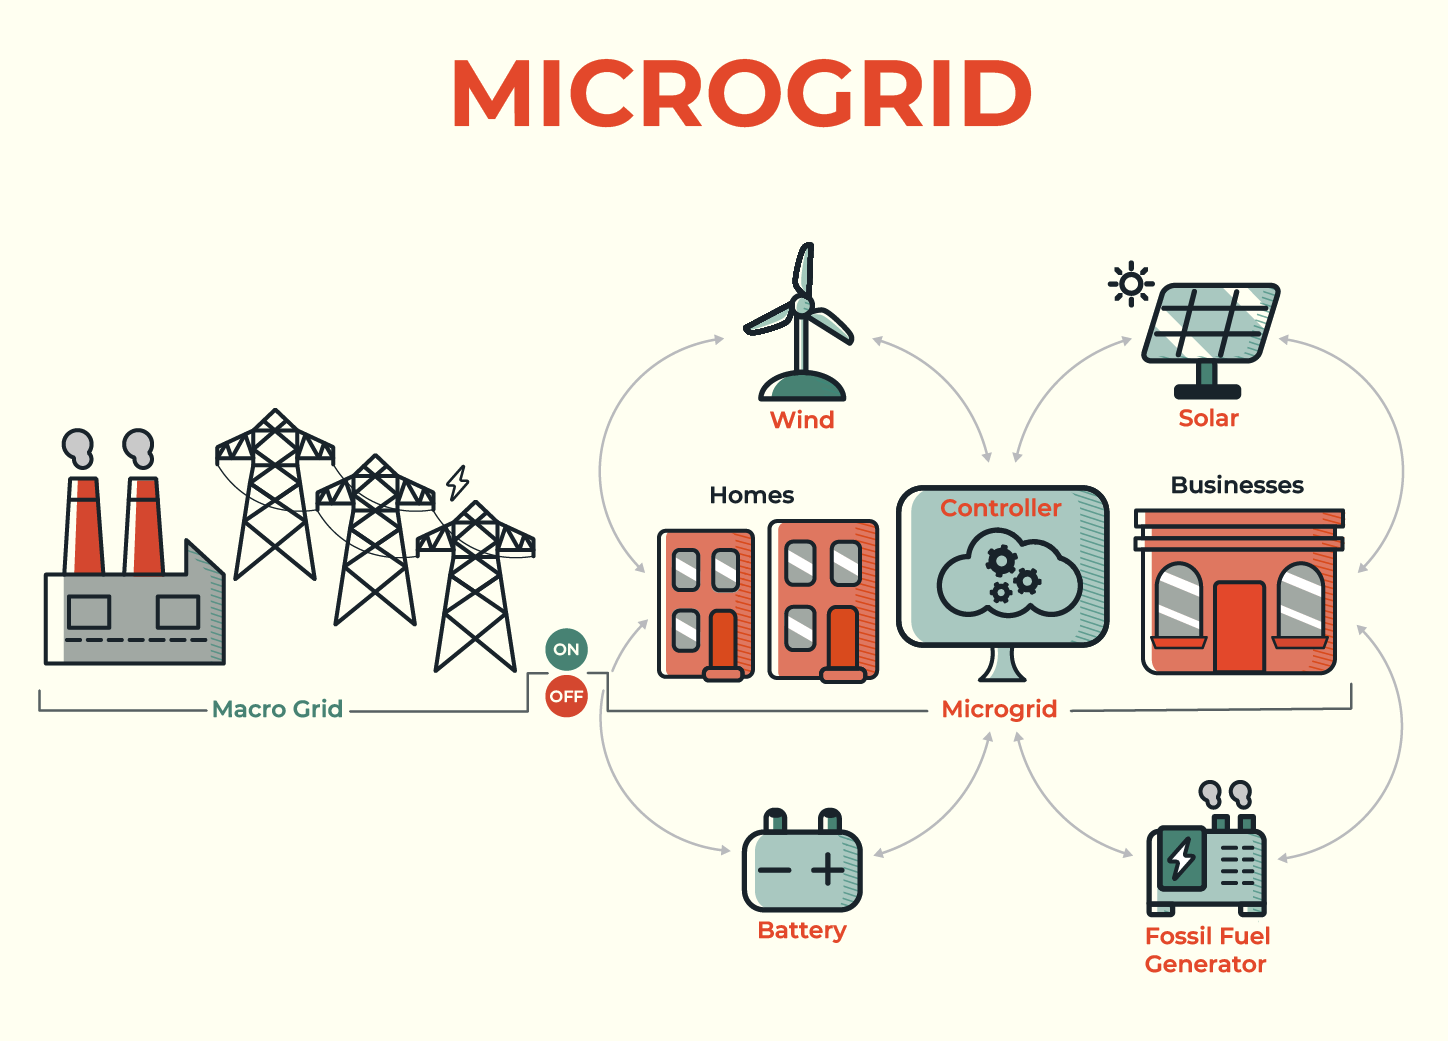 MICROGRID
Wind
Solar
Homes
Controller
Businesses
ON
OFF
Macro Grid
Microgrid
Battery
Fossil Fuel
Generator